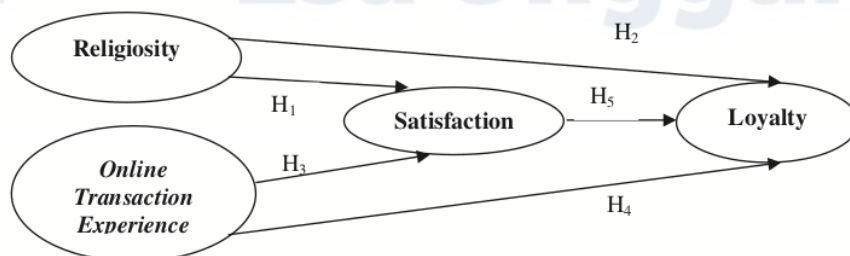 Religiosity
H2
H1
Satisfaction
H5
Loyalty
H3
Online
Transaction
Experience
H4